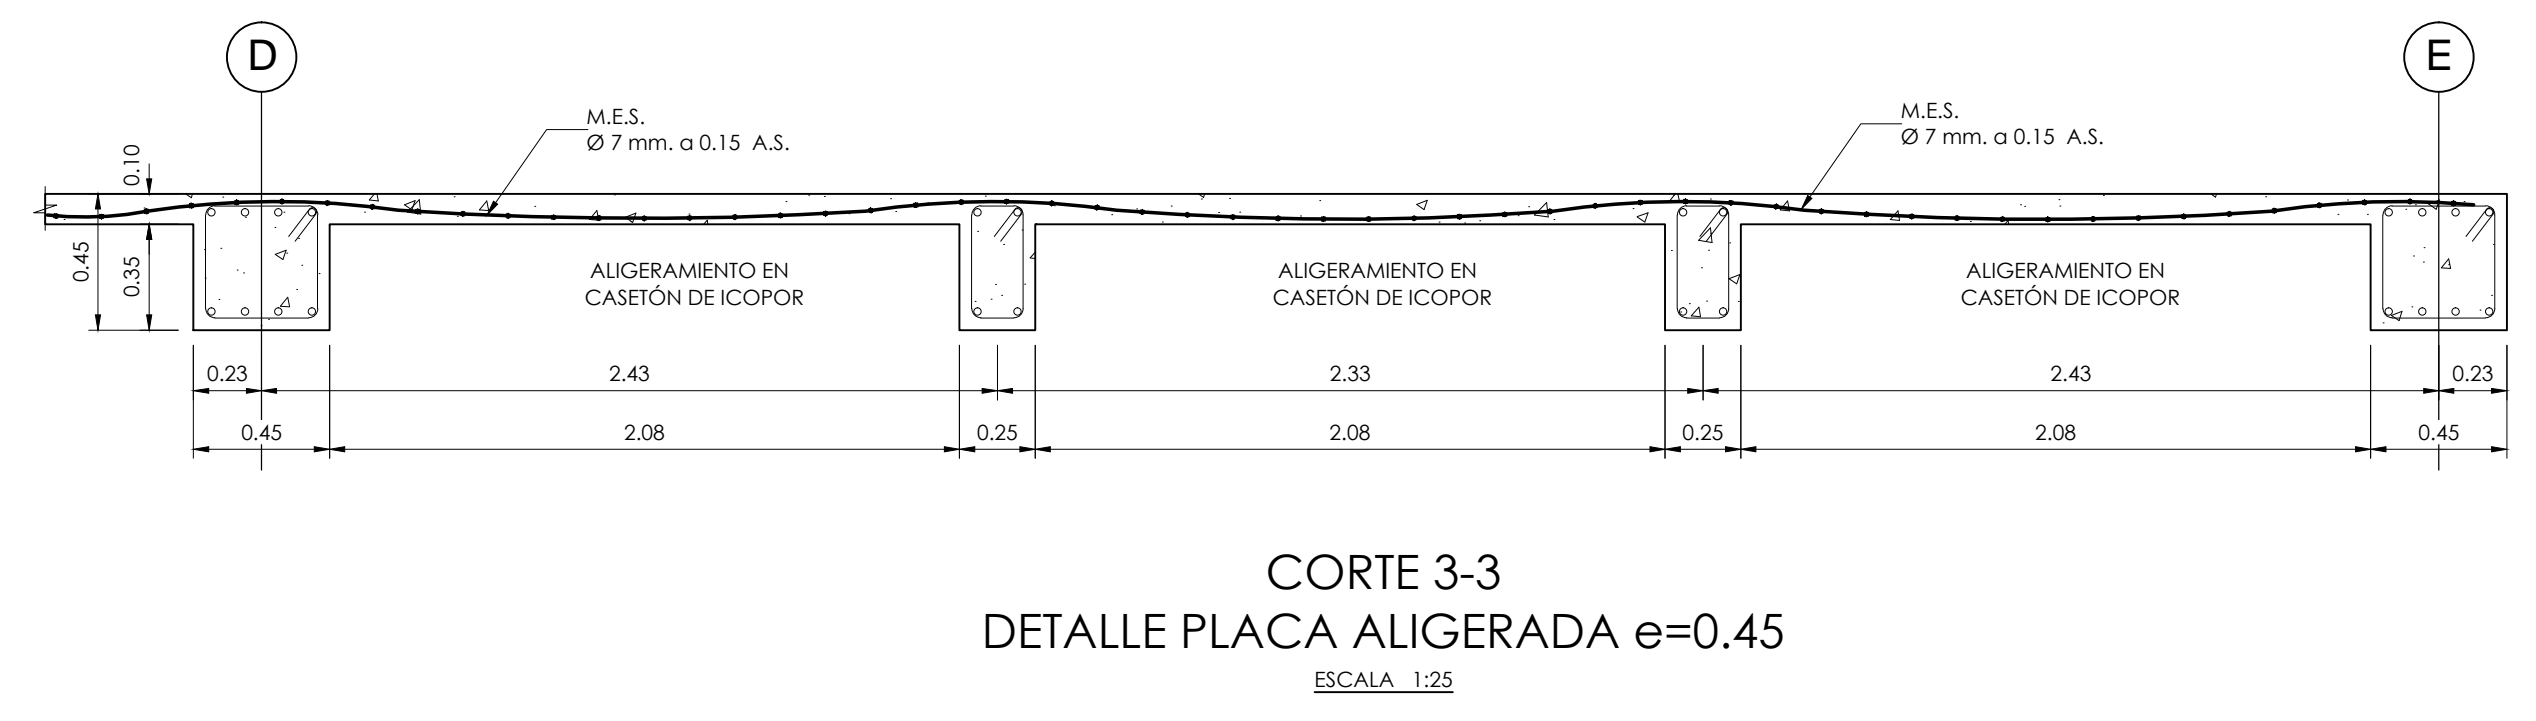 D
E
M.E.S.
Ø 7 mm. a 0.15 A.S.
M.E.S.
Ø 7 mm. a 0.15 A.S.
0.10
0.45
0.35
ALIGERAMIENTO EN
CASETÓN DE ICOPOR
ALIGERAMIENTO EN
CASETÓN DE ICOPOR
ALIGERAMIENTO EN
CASETÓN DE ICOPOR
0.23 2.43 2.33 2.43 0.23
0.45 2.08 0.25 2.08 0.25 2.08 0.45
CORTE 3-3
DETALLE PLACA ALIGERADA e=0.45
ESCALA 1:25